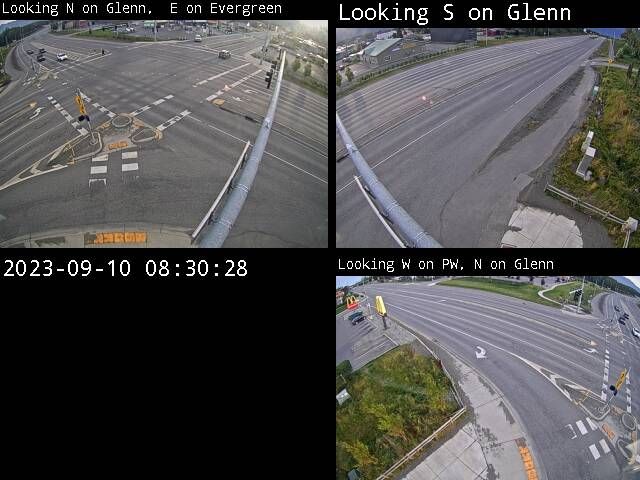 Looking N on Glenn,  E on Evergreen
Looking S on Glenn
2023-09-10 08:30:28
Looking W on PW, N on Glenn